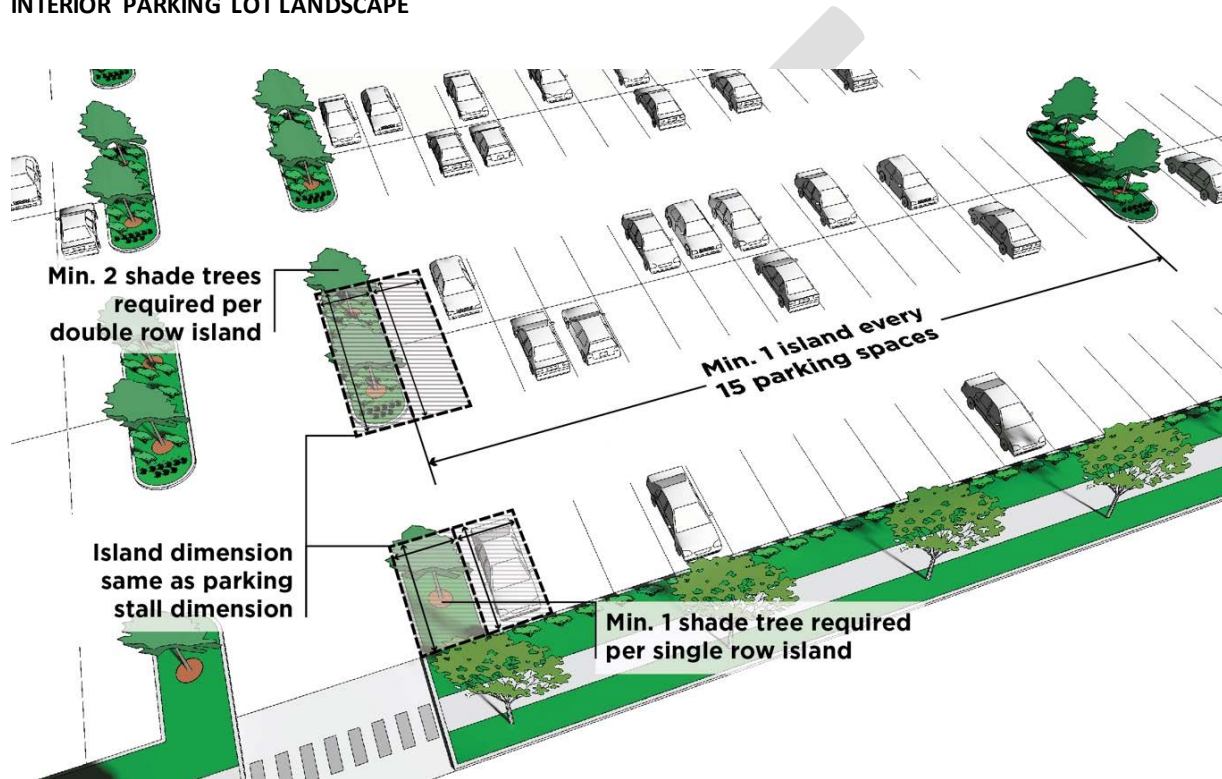 INTERIOR PARKING LOT LANDSCAPE
Min. 2 shade trees
required per
double row island
Min. 1 island every
15 parking spaces
Island dimension
same as parking
stall dimension
Min. 1 shade tree required
per single row island